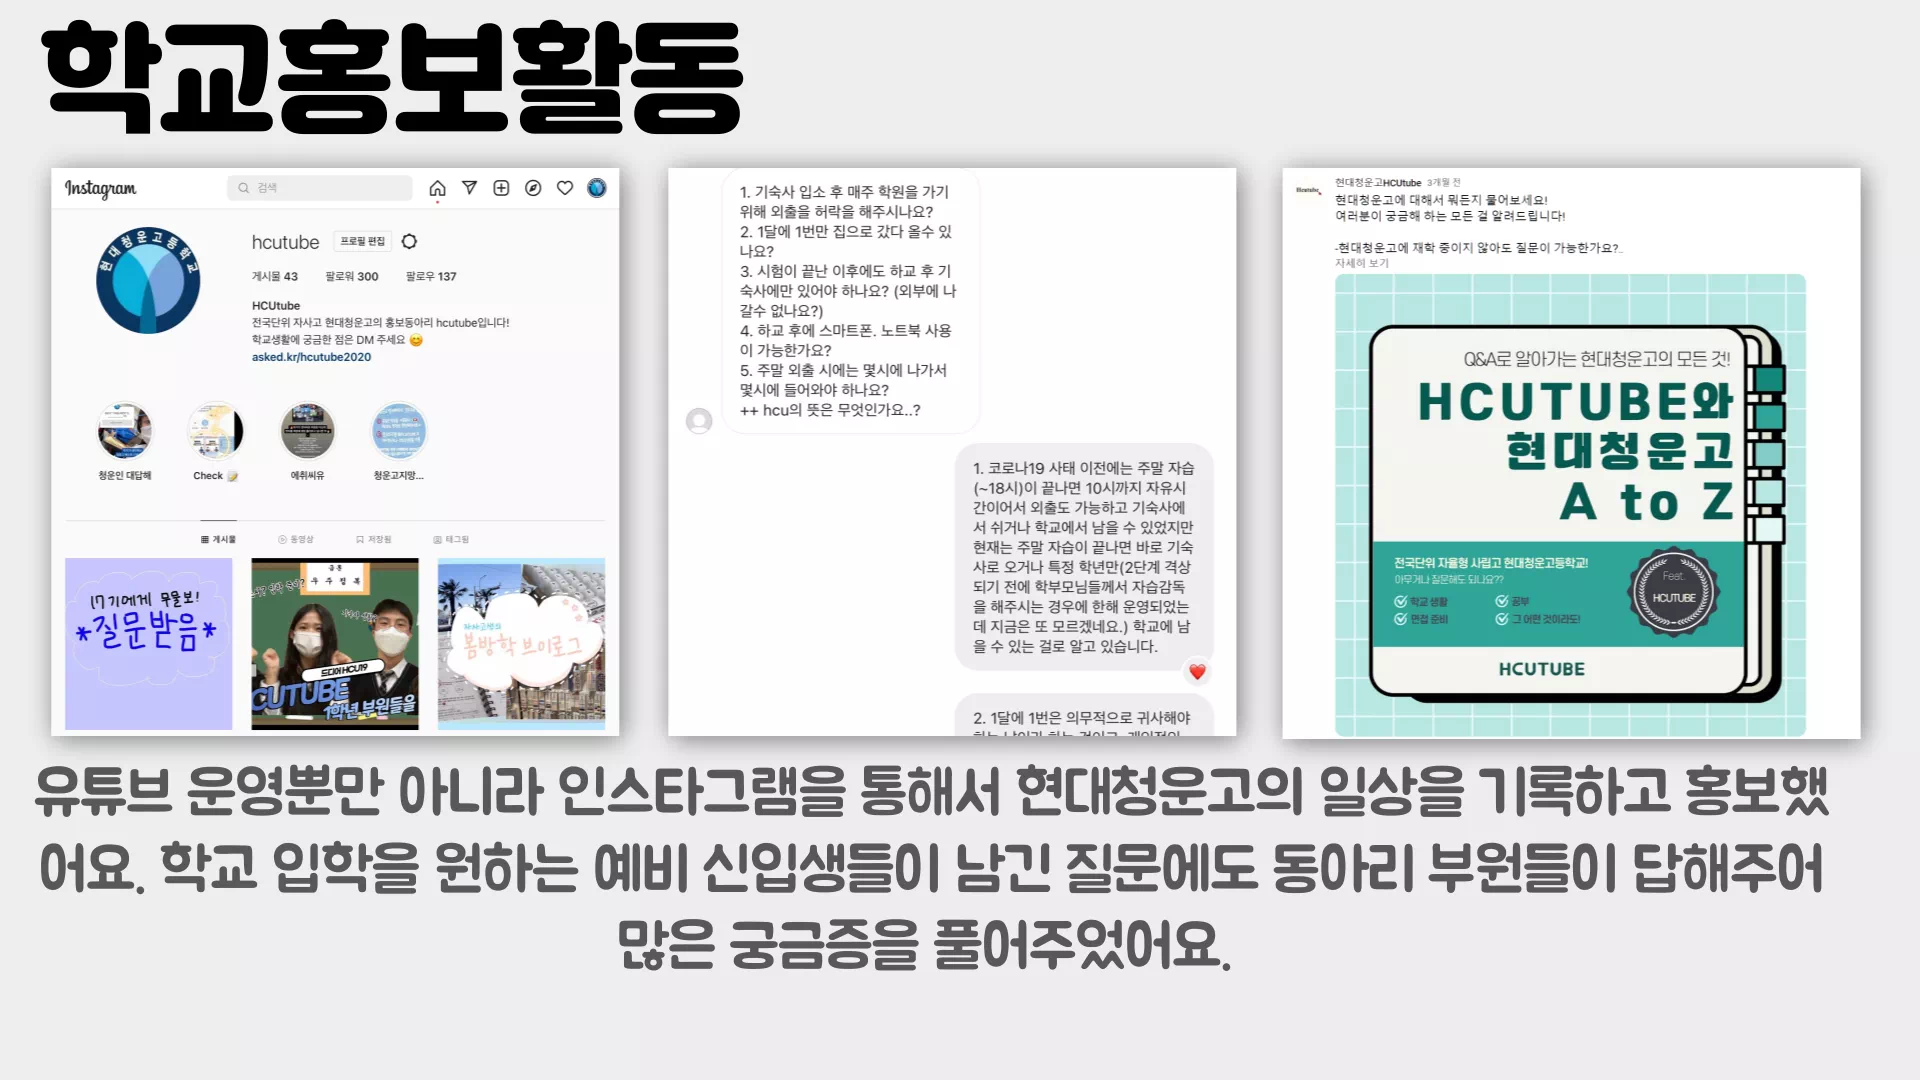 학교홍보활동
Instagram
검색
hcutube 프로필 편집
게시물 43 팔로워 300 팔로우 137
HCUtube
전국단위 자사고 현대청운고의 홍보동아리 hcutube입니다!
학교생활에 궁금한 점은 DM 주세요 😊
asked.kr/hcutube2020
현대청운고등학교
청운인 대답해 Check 📝 에취씨유 청운고지망...
게시물 동영상 저장됨 태그됨
17기에게 무물보!
*질문받음*
드디어 HCU19
CUTUBE
1학년 부원들을
봄방학 브이로그
1. 기숙사 입소 후 매주 학원을 가기
위해 외출을 허락을 해주시나요?
2. 1달에 1번만 집으로 갔다 올수 있
나요?
3. 시험이 끝난 이후에도 하교 후 기
숙사에만 있어야 하나요? (외부에 나
갈수 없나요?)
4. 하교 후에 스마트폰. 노트북 사용
이 가능한가요?
5. 주말 외출 시에는 몇시에 나가서
몇시에 들어와야 하나요?
++ hcu의 뜻은 무엇인가요..?
1. 코로나19 사태 이전에는 주말 자습
(~18시)이 끝나면 10시까지 자유시
간이어서 외출도 가능하고 기숙사에
서 쉬거나 학교에서 남을 수 있었지만
현재는 주말 자습이 끝나면 바로 기숙
사로 오거나 특정 학년만(2단계 격상
되기 전에 학부모님들께서 자습감독
을 해주시는 경우에 한해 운영되었는
데 지금은 또 모르겠네요.) 학교에 남
을 수 있는 걸로 알고 있습니다.
2. 1달에 1번은 의무적으로 귀사해야
현대청운고HCUtube 3개월 전
현대청운고에 대해서 뭐든지 물어보세요!
여러분이 궁금해 하는 모든 걸 알려드립니다!
-현대청운고에 재학 중이지 않아도 질문이 가능한가요?..
자세히 보기
Q&A로 알아가는 현대청운고의 모든 것!
HCUTUBE와
현대청운고
A to Z
전국단위 자율형 사립고 현대청운고등학교!
아무거나 질문해도 되나요??
학교 생활 공부
면접 준비 그 어떤 것이라도!
Feat.
HCUTUBE
HCUTUBE
유튜브 운영뿐만 아니라 인스타그램을 통해서 현대청운고의 일상을 기록하고 홍보했
어요. 학교 입학을 원하는 예비 신입생들이 남긴 질문에도 동아리 부원들이 답해주어
많은 궁금증을 풀어주었어요.